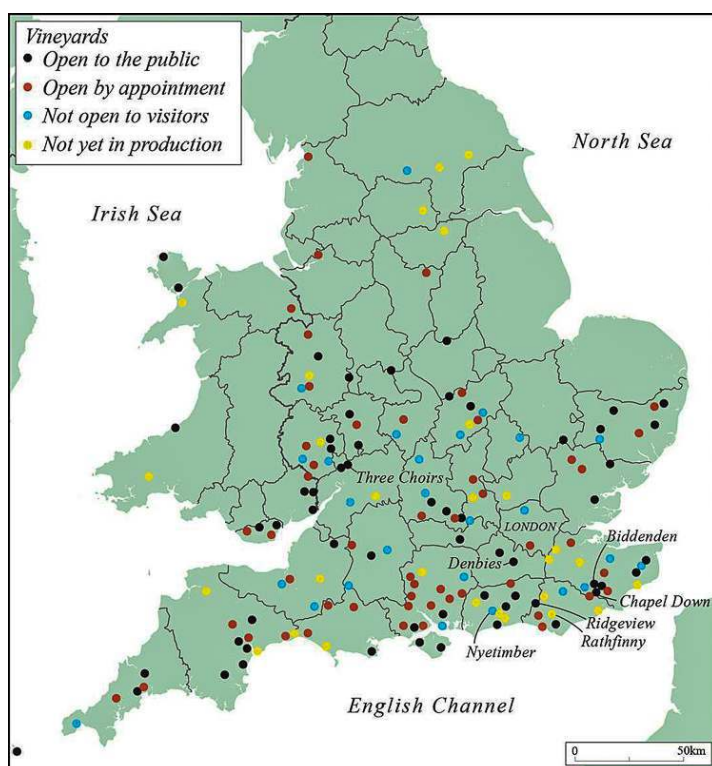 Vineyards
Open to the public
Open by appointment
Not open to visitors
Not yet in production
North Sea
Irish Sea
Three Choirs
LONDON
Biddenden
Denbies
Chapel Down
Ridgeview
Rathfinny
Nyetimber
English Channel
0 50km